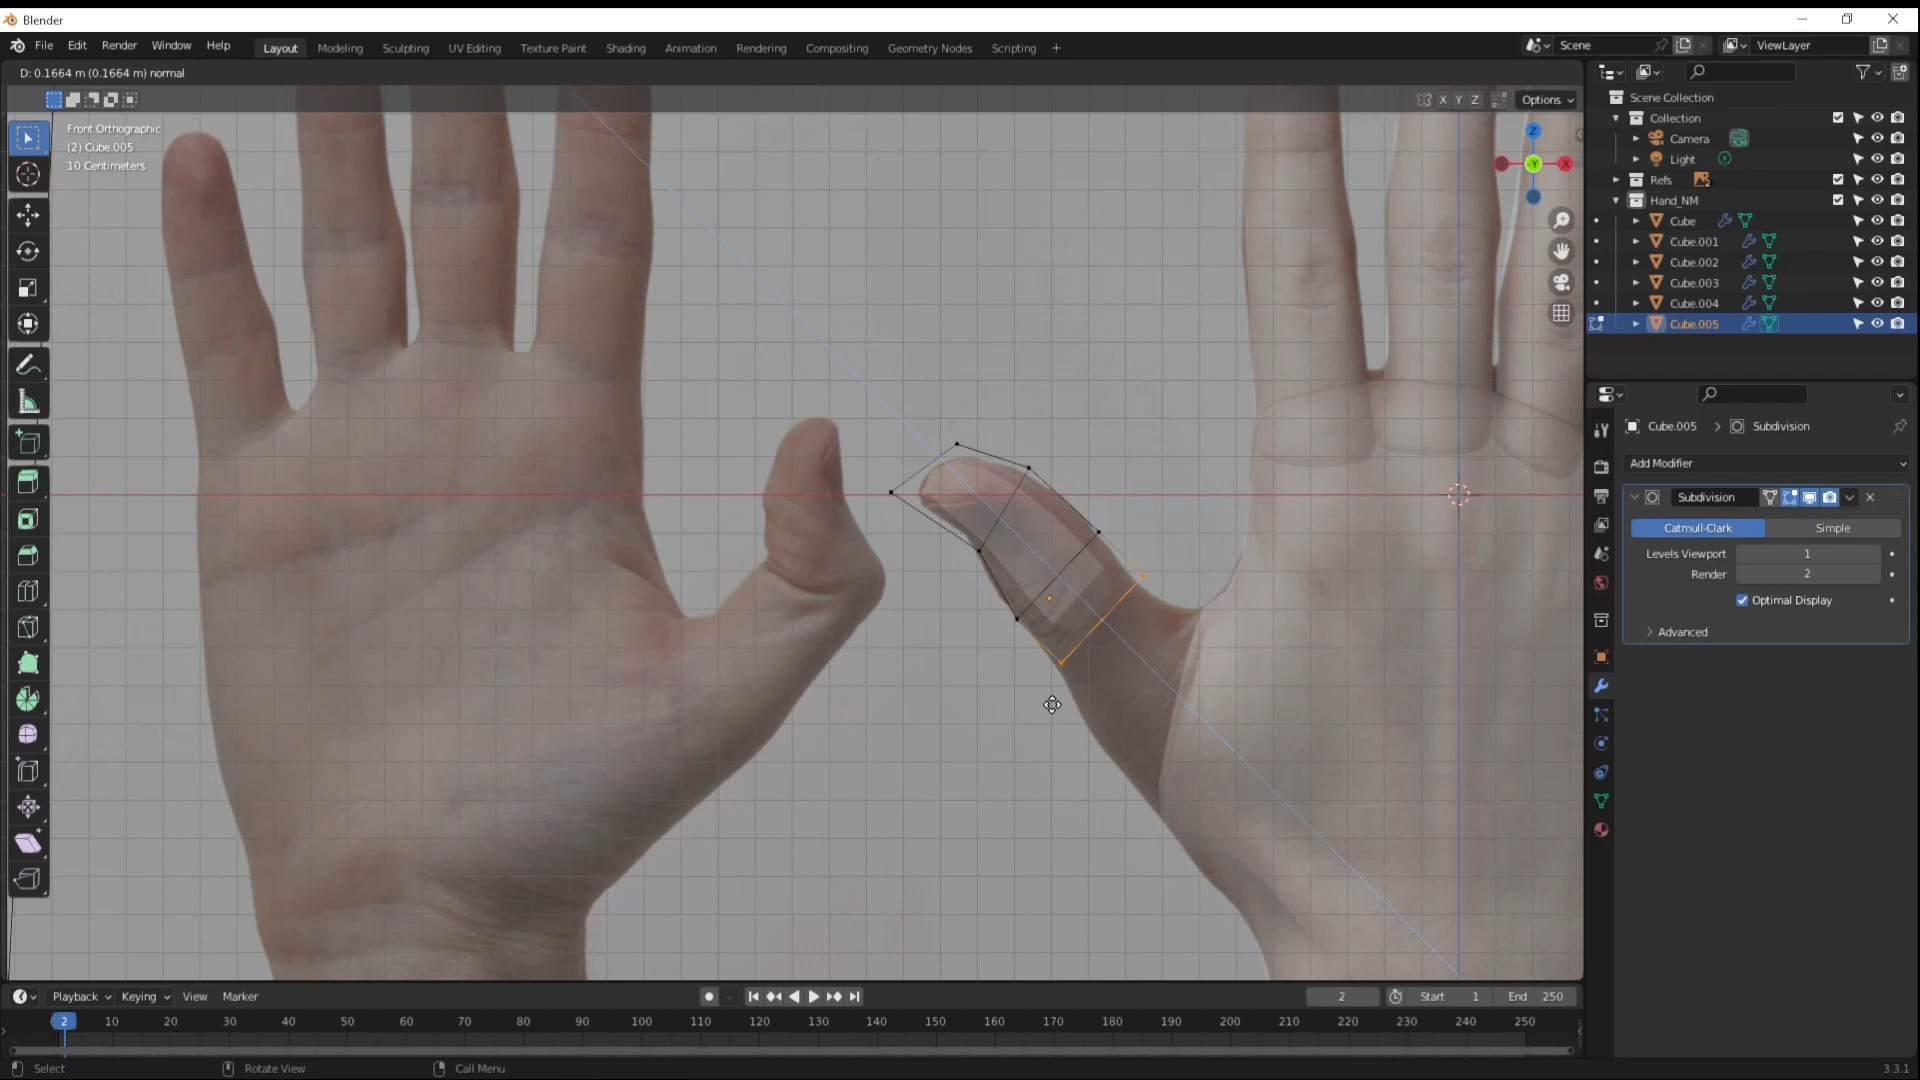 Blender
File Edit Render Window Help Layout Modeling Sculpting UV Editing Texture Paint Shading Animation Rendering Compositing Geometry Nodes Scripting + Scene ViewLayer
D: 0.1664 m (0.1664 m) normal
X Y Z Options
Front Orthographic
(2) Cube.005
10 Centimeters
Z
-Y
X
Scene Collection
Collection
Camera
Light
Refs
Hand_NM
Cube
Cube.001
Cube.002
Cube.003
Cube.004
Cube.005
Cube.005 > Subdivision
Add Modifier
Subdivision
Catmull-Clark Simple
Levels Viewport 1
Render 2
Optimal Display
Advanced
Playback Keying View Marker 2 Start 1 End 250
2 10 20 30 40 50 60 70 80 90 100 110 120 130 140 150 160 170 180 190 200 210 220 230 240 250
Select Rotate View Call Menu 3.3.1